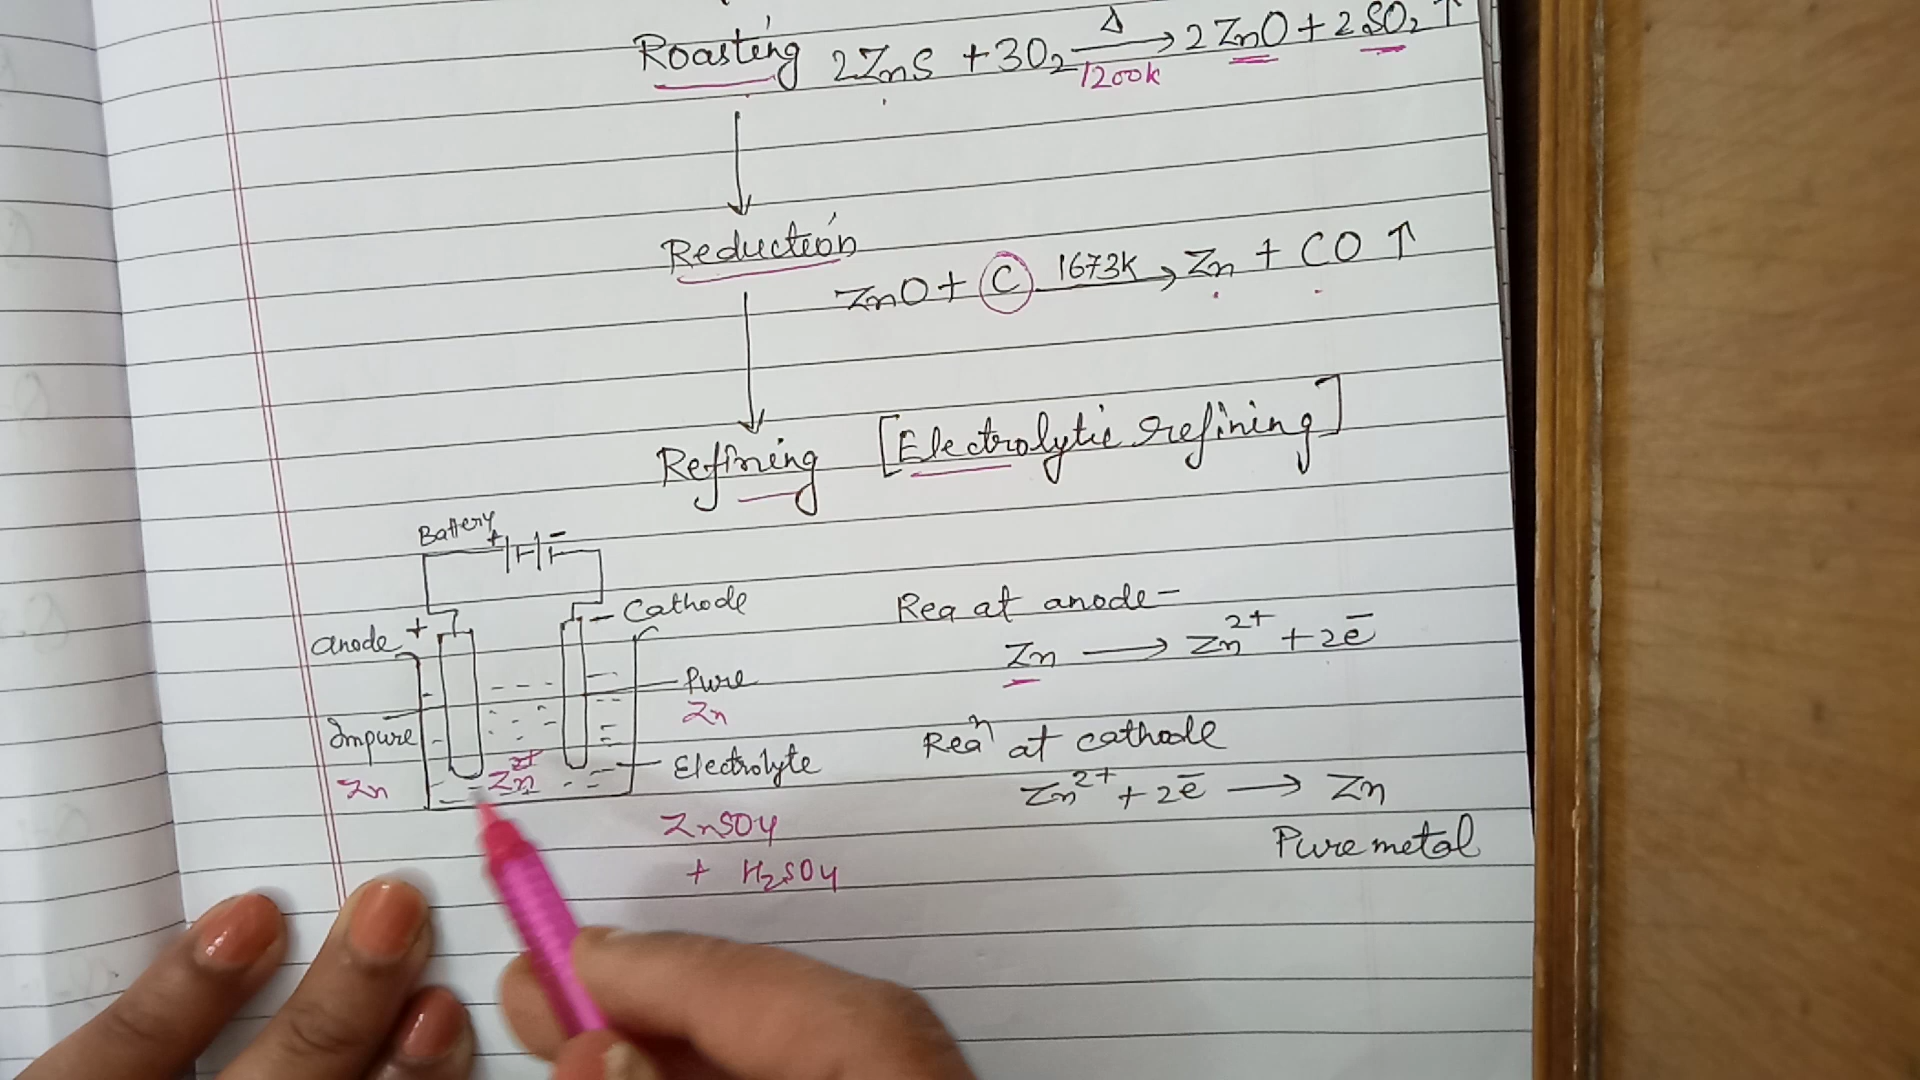 Roasting 2ZnS + 3O₂ —Δ→ 2ZnO + 2SO₂ ↑
1200K
Reduction
ZnO + C 1673K → Zn + CO ↑
Refining [Electrolytic refining]
Battery + -
Cathode -
anode +
Pure
Zn
Impure
Zn
Zn²⁺
Electrolyte
ZnSO4
+ H₂SO4
Rea at anode -
Zn → Zn²⁺ + 2e⁻
Reaⁿ at cathode
Zn²⁺ + 2e⁻ → Zn
Pure metal